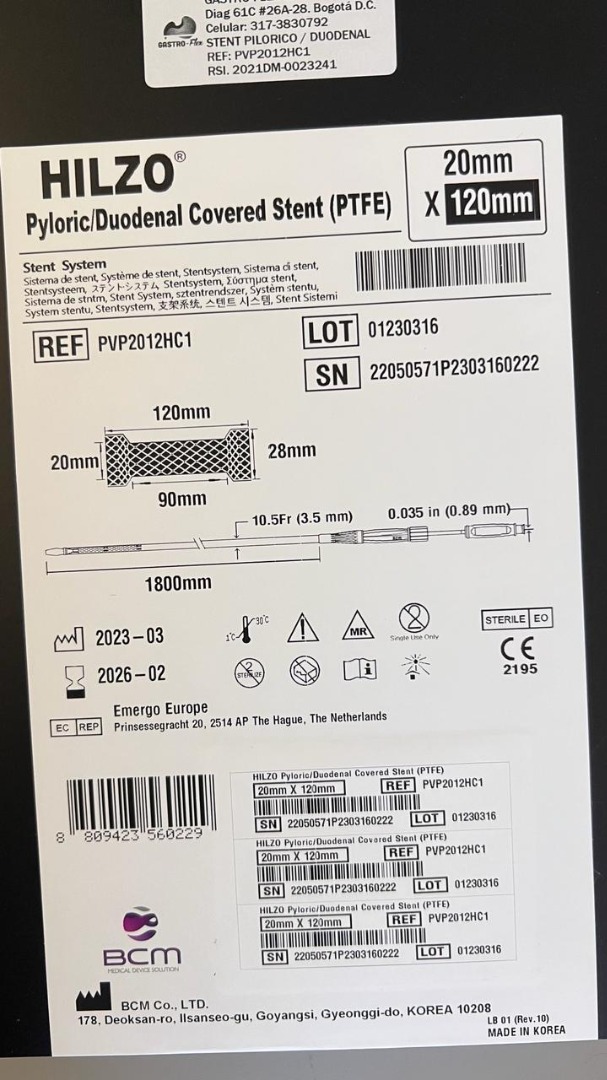 Diag 61C #26A-28. Bogotá D.C.
Celular: 317-3830792
GASTRO-Flex STENT PILORICO / DUODENAL
REF: PVP2012HC1
RSI. 2021DM-0023241
HILZO®
Pyloric/Duodenal Covered Stent (PTFE)
20mm
X 120mm
Stent System
Sistema de stent, Système de stent, Stentsystem, Sistema di stent,
Stentsysteem, ステントシステム, Stentsystem, Σύστημα stent,
Sistema de stntm, Stent System, sztentrendszer, Systém stentu,
System stentu, Stentsystem, 支架系统, 스텐트 시스템, Stent Sistemi
REF PVP2012HC1
LOT 01230316
SN 22050571P2303160222
120mm
20mm
28mm
90mm
10.5Fr (3.5 mm)
0.035 in (0.89 mm)
1800mm
2023-03
1℃
30℃
MR
2
Single Use Only
STERILE EO
2026-02
2
STERILIZE
i
CE
2195
EC REP
Emergo Europe
Prinsessegracht 20, 2514 AP The Hague, The Netherlands
8 809423 560229
HILZO Pyloric/Duodenal Covered Stent (PTFE)
20mm X 120mm REF PVP2012HC1
SN 22050571P2303160222 LOT 01230316
HILZO Pyloric/Duodenal Covered Stent (PTFE)
20mm X 120mm REF PVP2012HC1
SN 22050571P2303160222 LOT 01230316
HILZO Pyloric/Duodenal Covered Stent (PTFE)
20mm X 120mm REF PVP2012HC1
SN 22050571P2303160222 LOT 01230316
BCM
MEDICAL DEVICE SOLUTION
BCM Co., LTD.
178, Deoksan-ro, Ilsanseo-gu, Goyangsi, Gyeonggi-do, KOREA 10208
LB 01 (Rev.10)
MADE IN KOREA